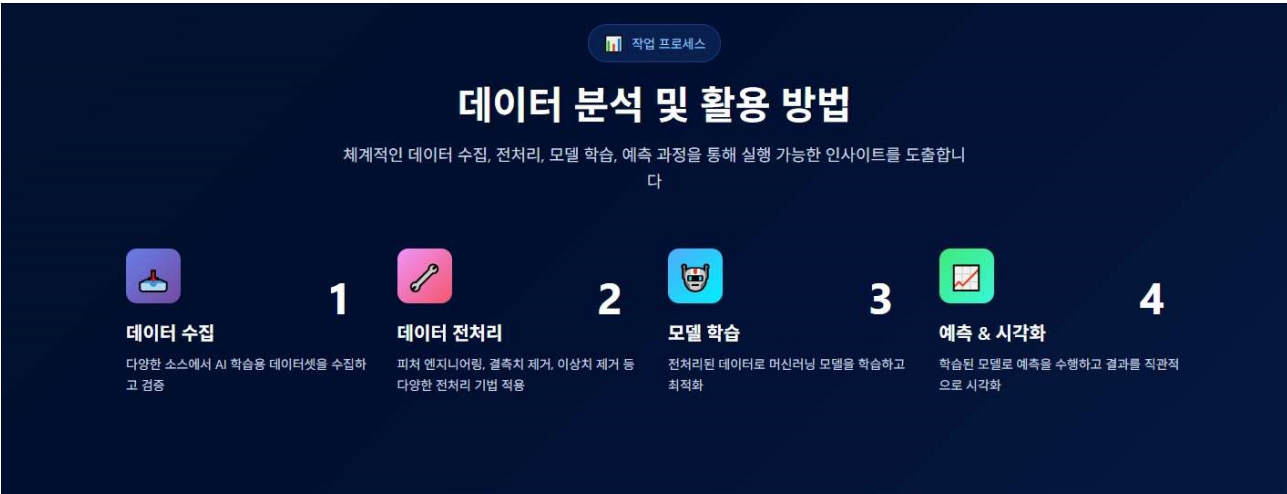 작업 프로세스
데이터 분석 및 활용 방법
체계적인 데이터 수집, 전처리, 모델 학습, 예측 과정을 통해 실행 가능한 인사이트를 도출합니
다
1
데이터 수집
다양한 소스에서 AI 학습용 데이터셋을 수집하
고 검증
2
데이터 전처리
피처 엔지니어링, 결측치 제거, 이상치 제거 등
다양한 전처리 기법 적용
3
모델 학습
전처리된 데이터로 머신러닝 모델을 학습하고
최적화
4
예측 & 시각화
학습된 모델로 예측을 수행하고 결과를 직관적
으로 시각화